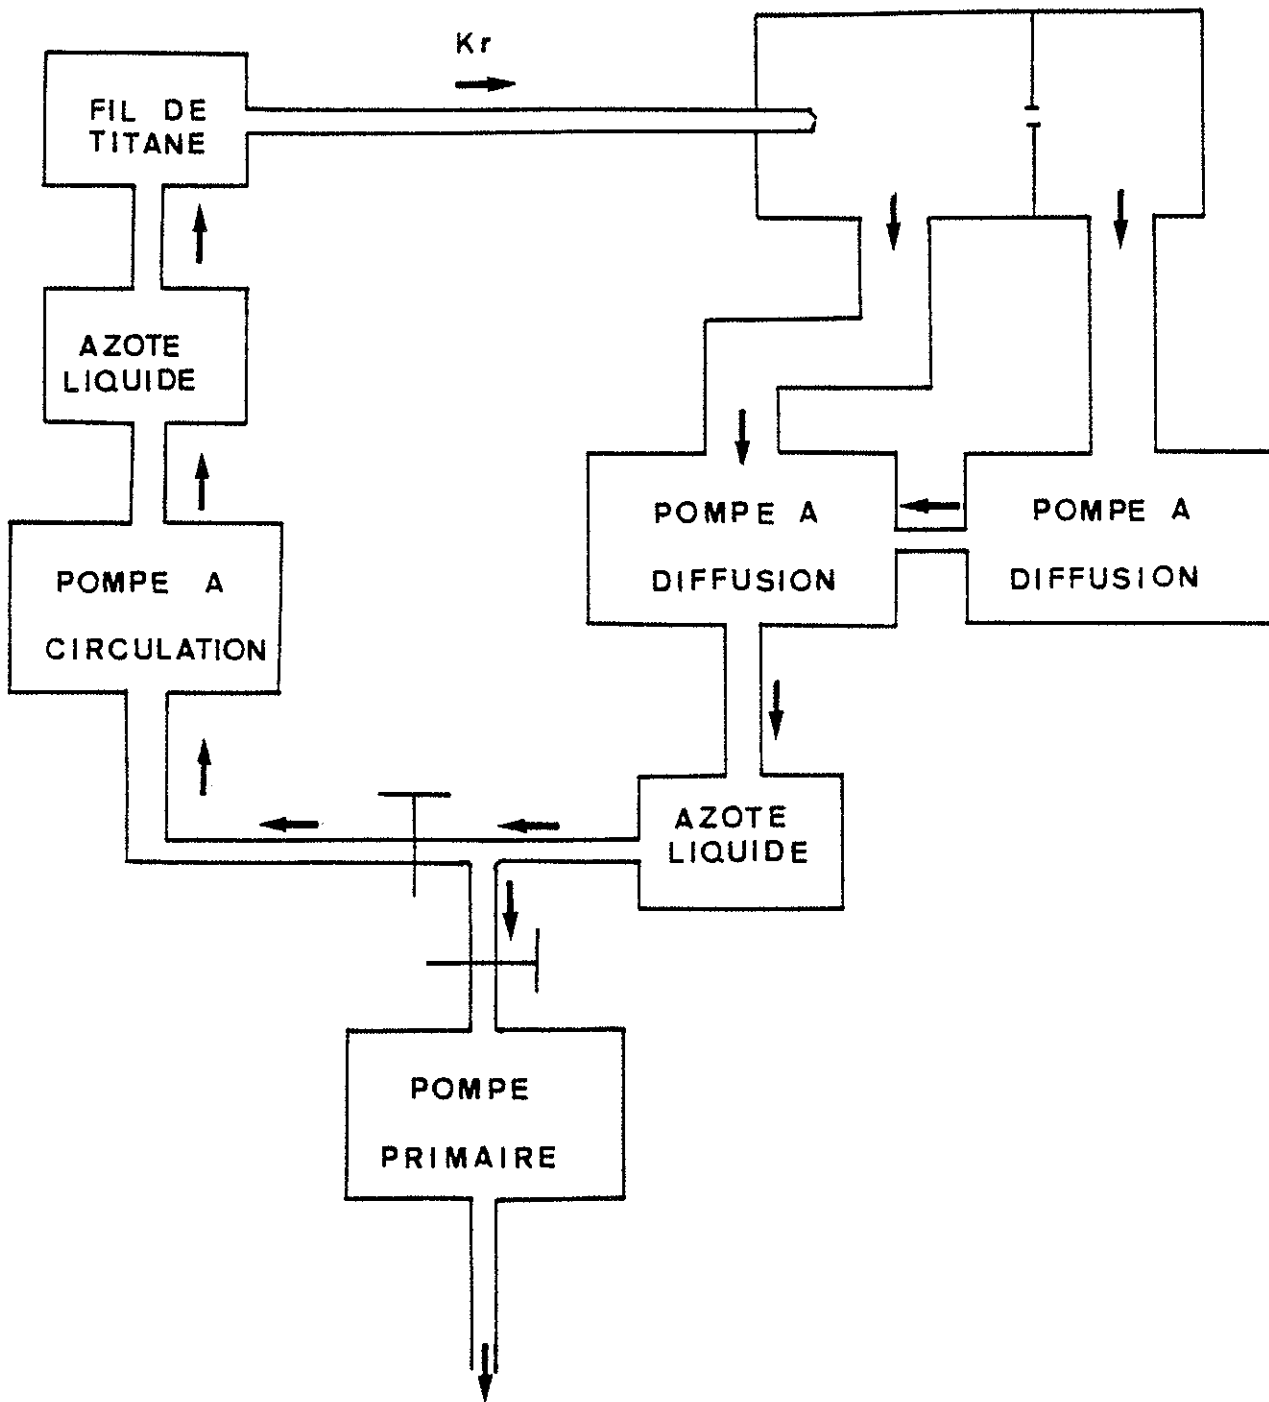 Kr
FIL DE
TITANE
AZOTE
LIQUIDE
POMPE A
CIRCULATION
POMPE A
DIFFUSION
POMPE A
DIFFUSION
AZOTE
LIQUIDE
POMPE
PRIMAIRE